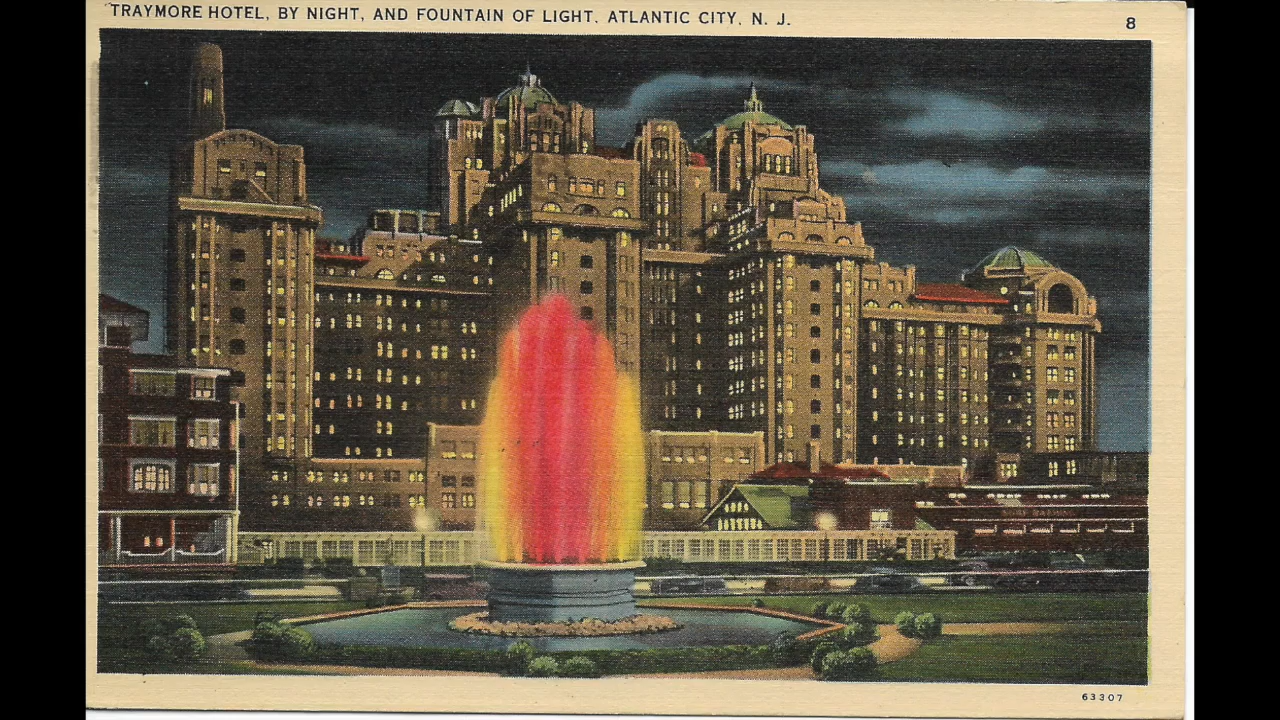 TRAYMORE HOTEL, BY NIGHT, AND FOUNTAIN OF LIGHT, ATLANTIC CITY, N. J.
8
63307